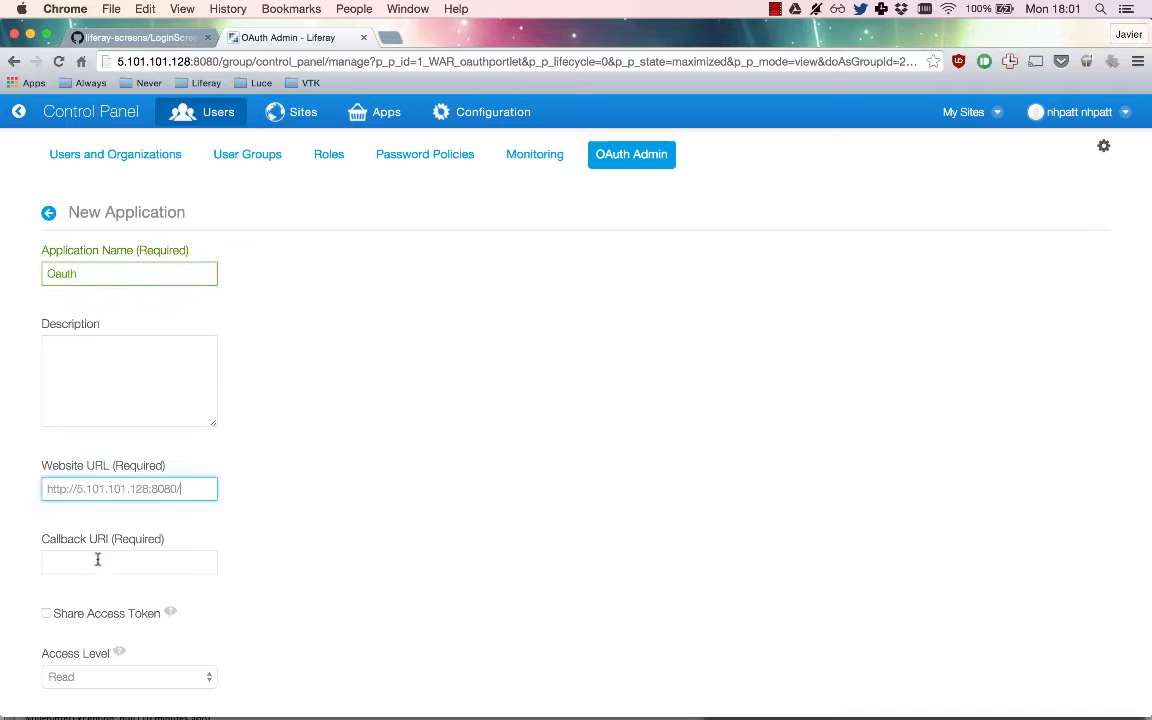 Chrome File Edit View History Bookmarks People Window Help 100% Mon 18:01
liferay-screens/LoginScre × OAuth Admin - Liferay × Javier
5.101.101.128:8080/group/control_panel/manage?p_p_id=1_WAR_oauthportlet&p_p_lifecycle=0&p_p_state=maximized&p_p_mode=view&doAsGroupId=2...
Apps Always Never Liferay Luce VTK
Control Panel Users Sites Apps Configuration My Sites nhpatt nhpatt
Users and Organizations User Groups Roles Password Policies Monitoring OAuth Admin
New Application
Application Name (Required)
Oauth
Description
Website URL (Required)
http://5.101.101.128:8080/
Callback URI (Required)
Share Access Token
Access Level
Read